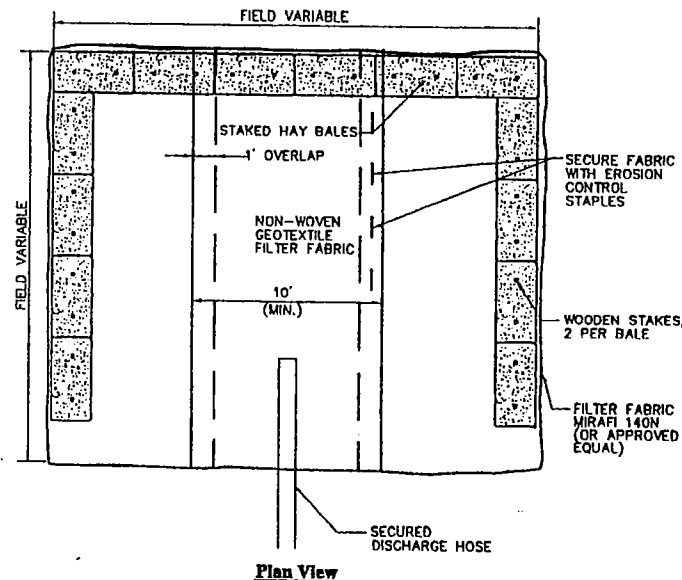 FIELD VARIABLE
STAKED HAY BALES
1' OVERLAP
SECURE FABRIC
WITH EROSION
CONTROL
STAPLES
NON-WOVEN
GEOTEXTILE
FILTER FABRIC
FIELD VARIABLE
10'
(MIN.)
WOODEN STAKES,
2 PER BALE
FILTER FABRIC
MIRAFI 140N
(OR APPROVED
EQUAL)
SECURED
DISCHARGE HOSE
Plan View